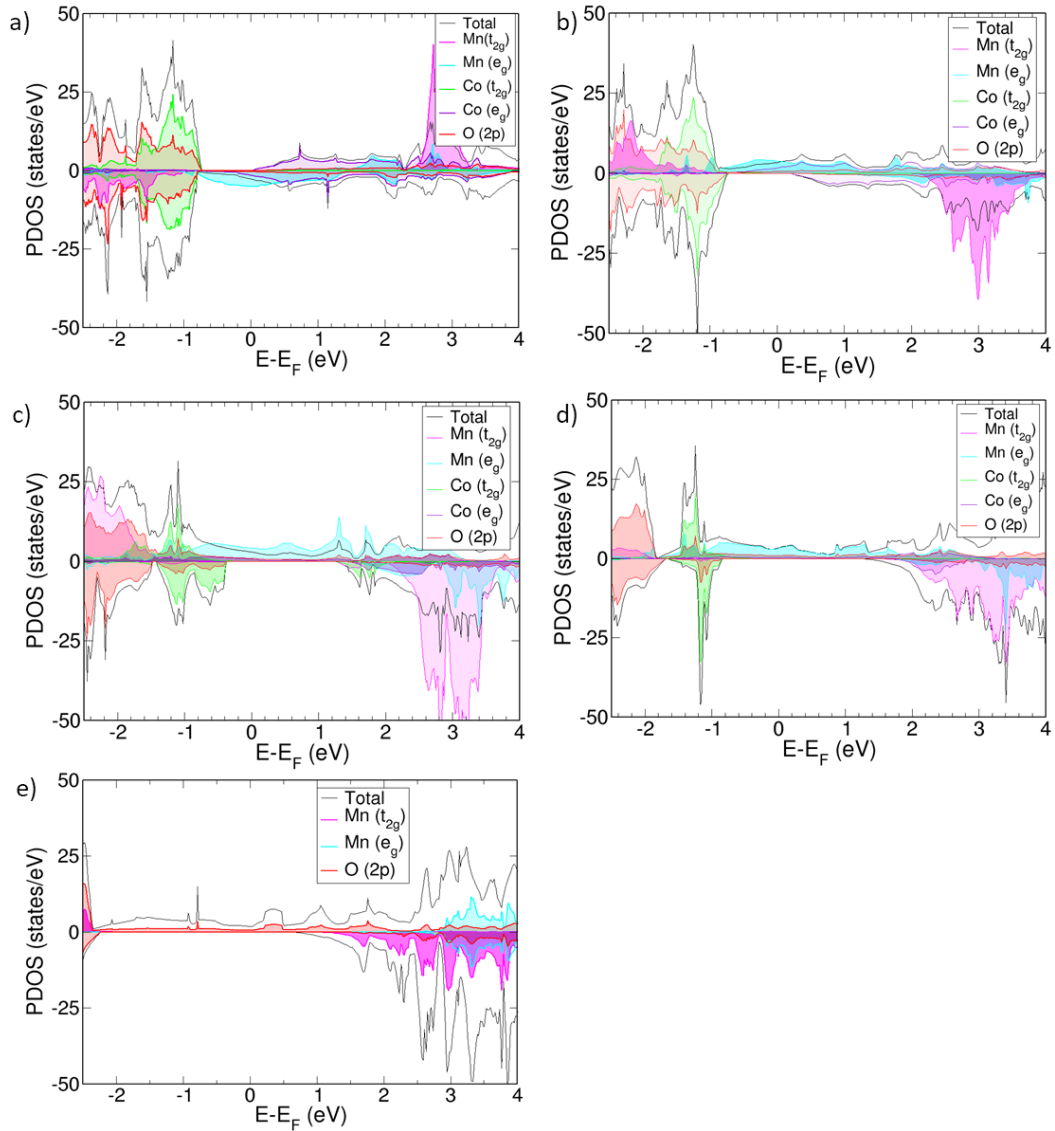 a)
50
25
0
-25
-50
PDOS (states/eV)
-2
-1
0
1
2
3
4
E-E_F (eV)
Total
Mn(t_2g)
Mn (e_g)
Co (t_2g)
Co (e_g)
O (2p)
b)
50
25
0
-25
-50
PDOS (states/eV)
-2
-1
0
1
2
3
4
E-E_F (eV)
Total
Mn (t_2g)
Mn (e_g)
Co (t_2g)
Co (e_g)
O (2p)
c)
50
25
0
-25
-50
PDOS (states/eV)
-2
-1
0
1
2
3
4
E-E_F (eV)
Total
Mn (t_2g)
Mn (e_g)
Co (t_2g)
Co (e_g)
O (2p)
d)
50
25
0
-25
-50
PDOS (states/eV)
-2
-1
0
1
2
3
4
E-E_F (eV)
Total
Mn (t_2g)
Mn (e_g)
Co (t_2g)
Co (e_g)
O (2p)
e)
50
25
0
-25
-50
PDOS (states/eV)
-2
-1
0
1
2
3
4
E-E_F (eV)
Total
Mn (t_2g)
Mn (e_g)
O (2p)